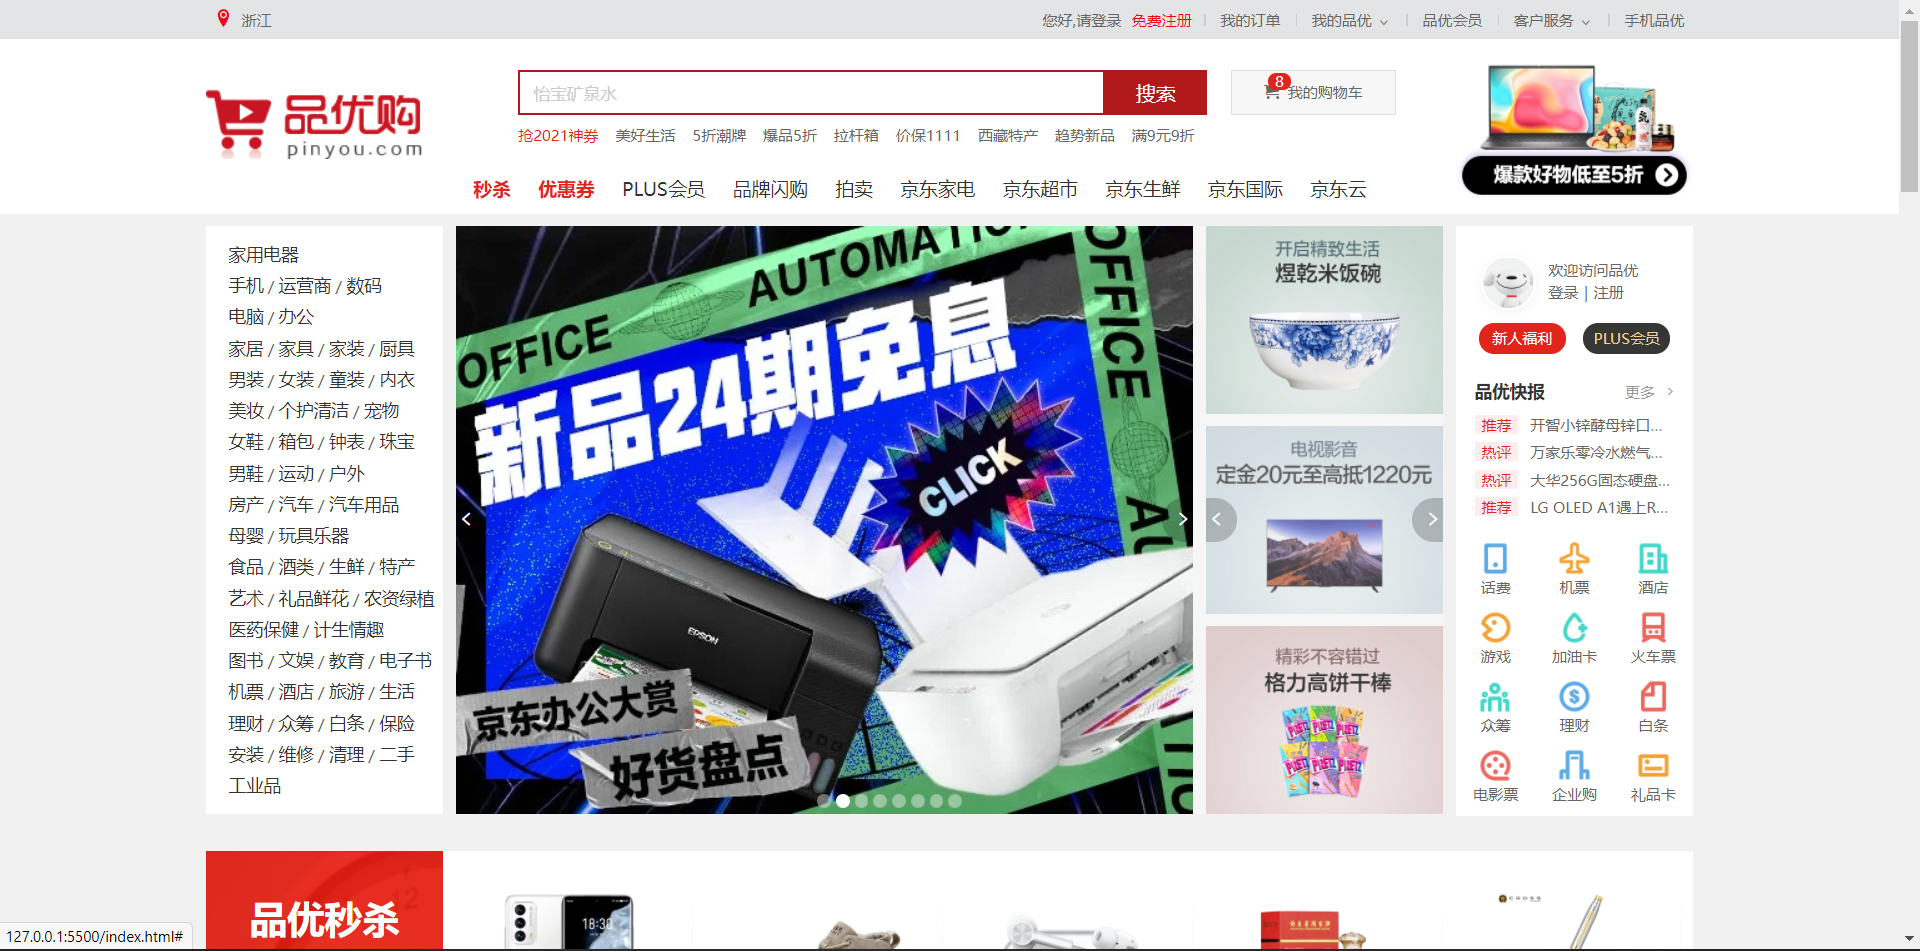 浙江
您好,请登录 免费注册 我的订单 我的品优 品优会员 客户服务 手机品优
品优购
pinyou.com
怡宝矿泉水
搜索
8
我的购物车
抢2021神券 美好生活 5折潮牌 爆品5折 拉杆箱 价保1111 西藏特产 趋势新品 满9元9折
爆款好物低至5折
秒杀 优惠券 PLUS会员 品牌闪购 拍卖 京东家电 京东超市 京东生鲜 京东国际 京东云
家用电器
手机 / 运营商 / 数码
电脑 / 办公
家居 / 家具 / 家装 / 厨具
男装 / 女装 / 童装 / 内衣
美妆 / 个护清洁 / 宠物
女鞋 / 箱包 / 钟表 / 珠宝
男鞋 / 运动 / 户外
房产 / 汽车 / 汽车用品
母婴 / 玩具乐器
食品 / 酒类 / 生鲜 / 特产
艺术 / 礼品鲜花 / 农资绿植
医药保健 / 计生情趣
图书 / 文娱 / 教育 / 电子书
机票 / 酒店 / 旅游 / 生活
理财 / 众筹 / 白条 / 保险
安装 / 维修 / 清理 / 二手
工业品
OFFICE
AUTOMATIO
OFFICE
AU
新品24期免息
CLICK
EPSON
京东办公大赏
好货盘点
开启精致生活
煜乾米饭碗
电视影音
定金20元至高抵1220元
精彩不容错过
格力高饼干棒
欢迎访问品优
登录 | 注册
新人福利 PLUS会员
品优快报 更多
推荐 开智小锌酵母锌口...
热评 万家乐零冷水燃气...
热评 大华256G固态硬盘...
推荐 LG OLED A1遇上R...
话费 机票 酒店
游戏 加油卡 火车票
众筹 理财 白条
电影票 企业购 礼品卡
品优秒杀
18:30
CROSS
127.0.0.1:5500/index.html#